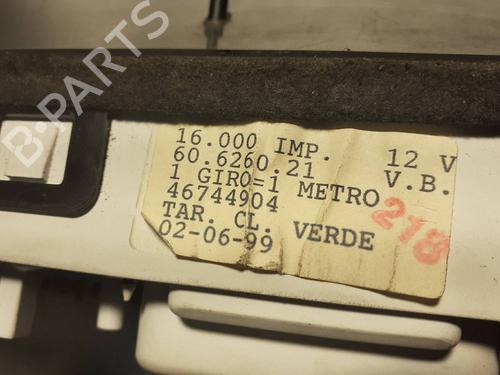 B-PARTS
16.000 IMP. 12 V
60.6260.21 V.B.
1 GIRO=1 METRO
46744904
TAR. CL. VERDE
02-06-99
218